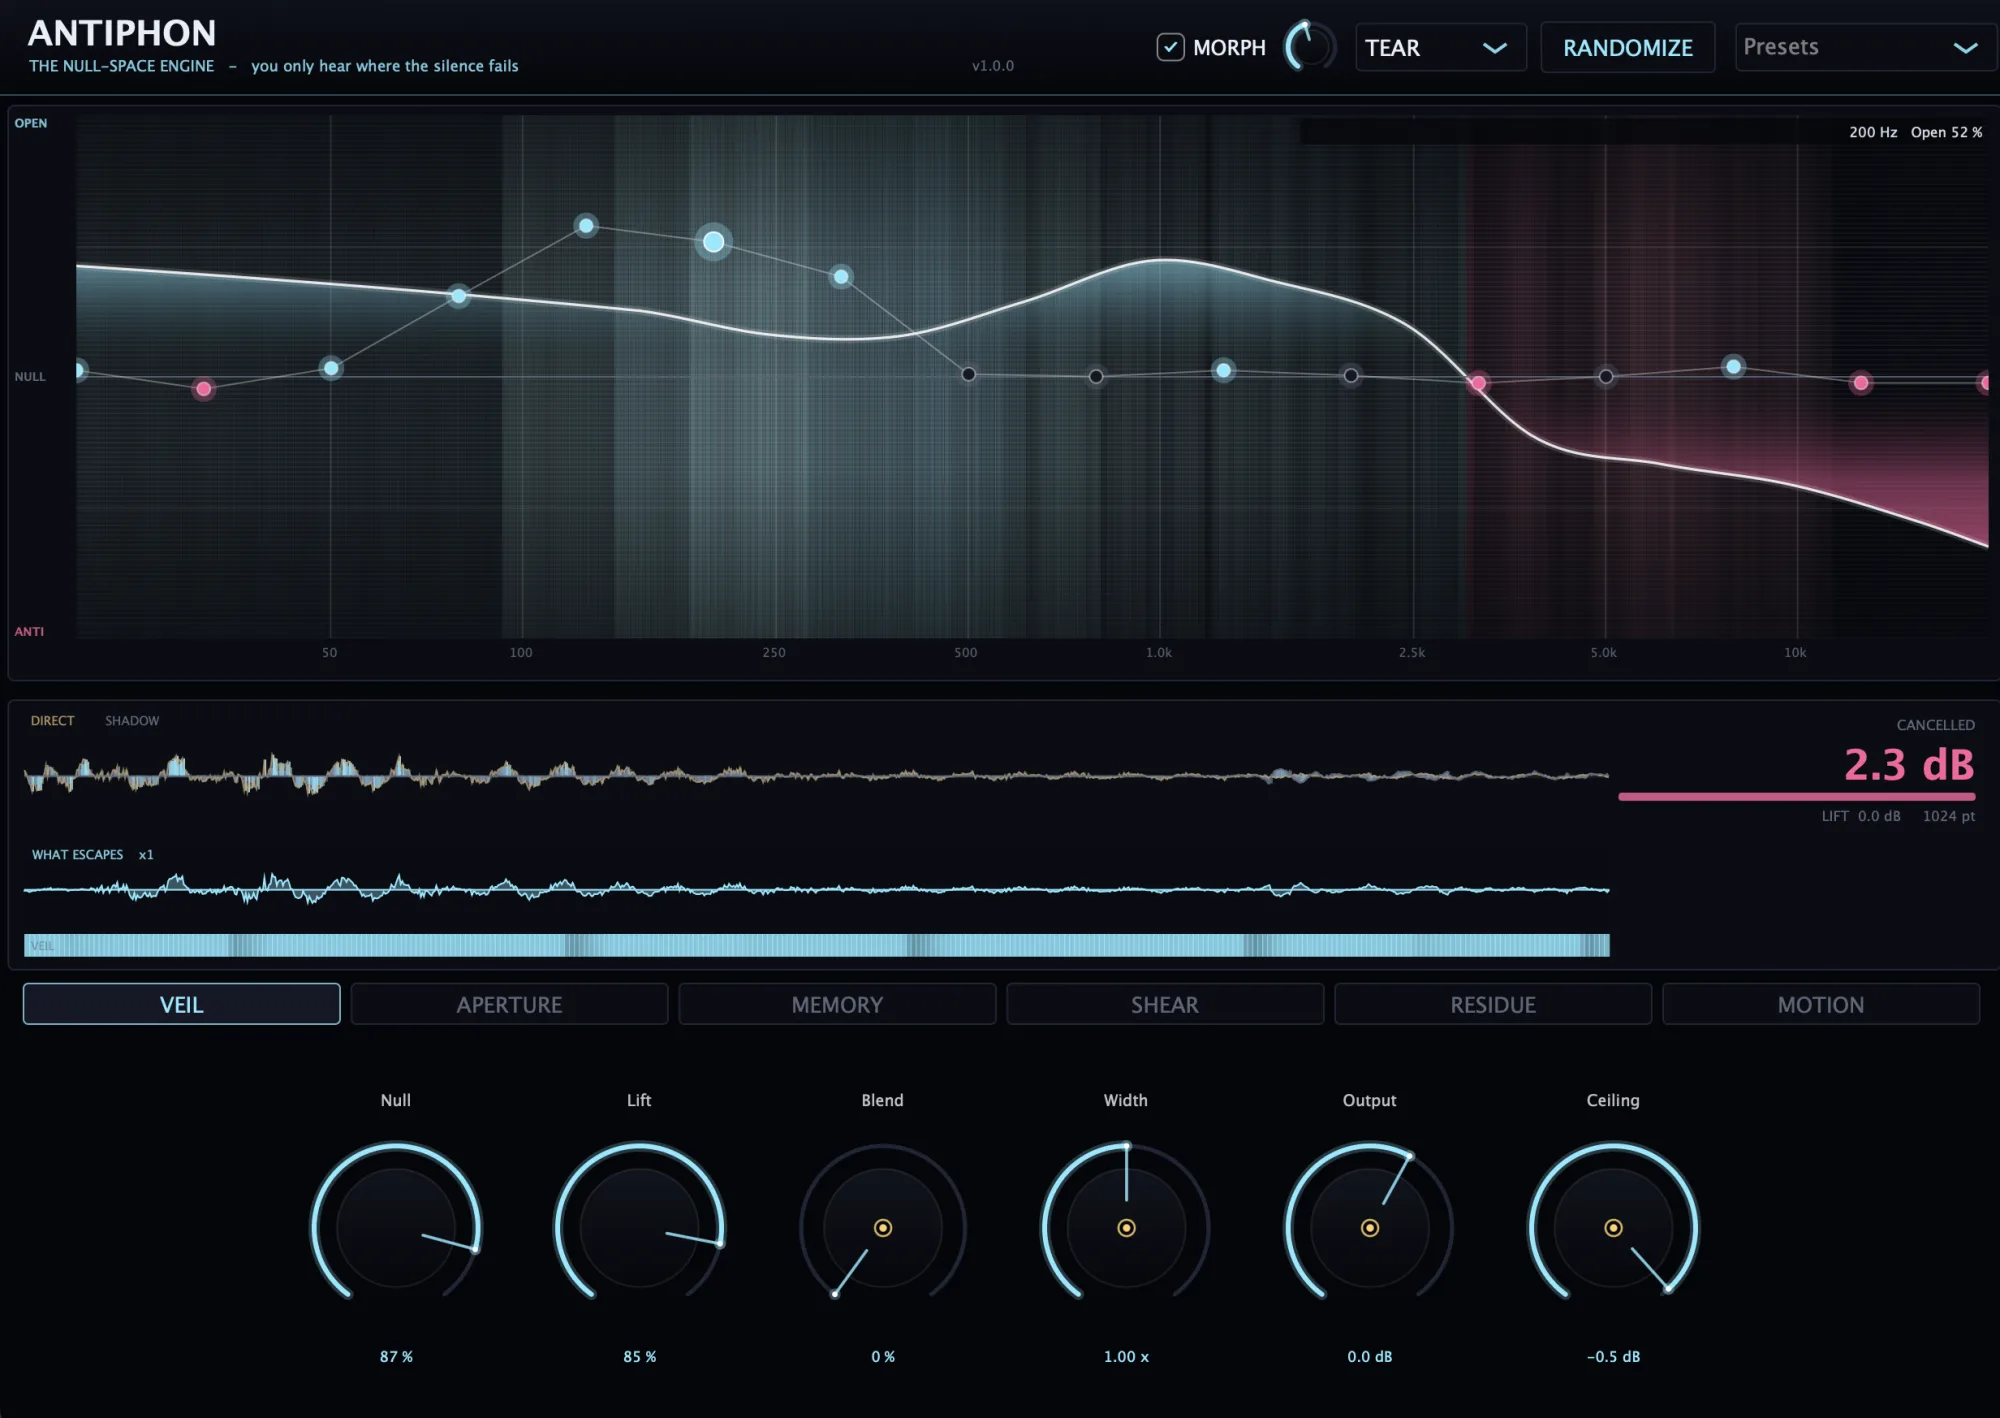 ANTIPHON
THE NULL-SPACE ENGINE – you only hear where the silence fails
v1.0.0
MORPH
TEAR
RANDOMIZE
Presets
OPEN
200 Hz Open 52 %
NULL
ANTI
50 100 250 500 1.0k 2.5k 5.0k 10k
DIRECT SHADOW
CANCELLED
2.3 dB
LIFT 0.0 dB 1024 pt
WHAT ESCAPES x1
VEIL
VEIL APERTURE MEMORY SHEAR RESIDUE MOTION
Null Lift Blend Width Output Ceiling
87 % 85 % 0 % 1.00 x 0.0 dB -0.5 dB